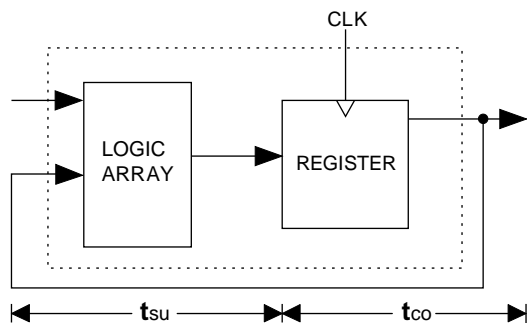 CLK
LOGIC
ARRAY
REGISTER
tsu
tco